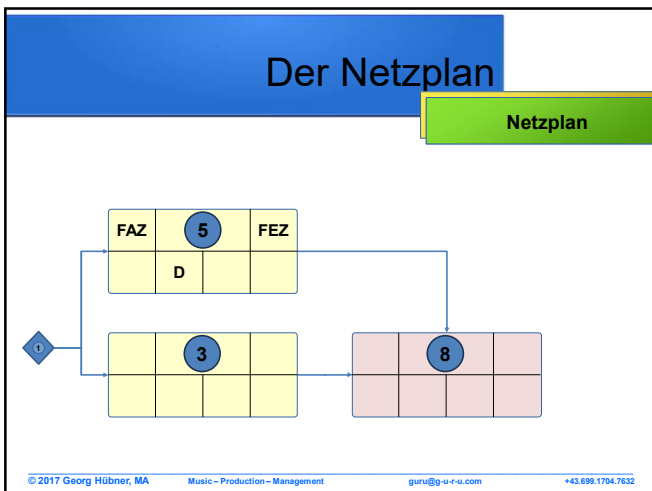 Der Netzplan
Netzplan
FAZ 5 FEZ
D
1
3
8
© 2017 Georg Hübner, MA Music – Production – Management guru@g-u-r-u.com +43.699.1704.7632